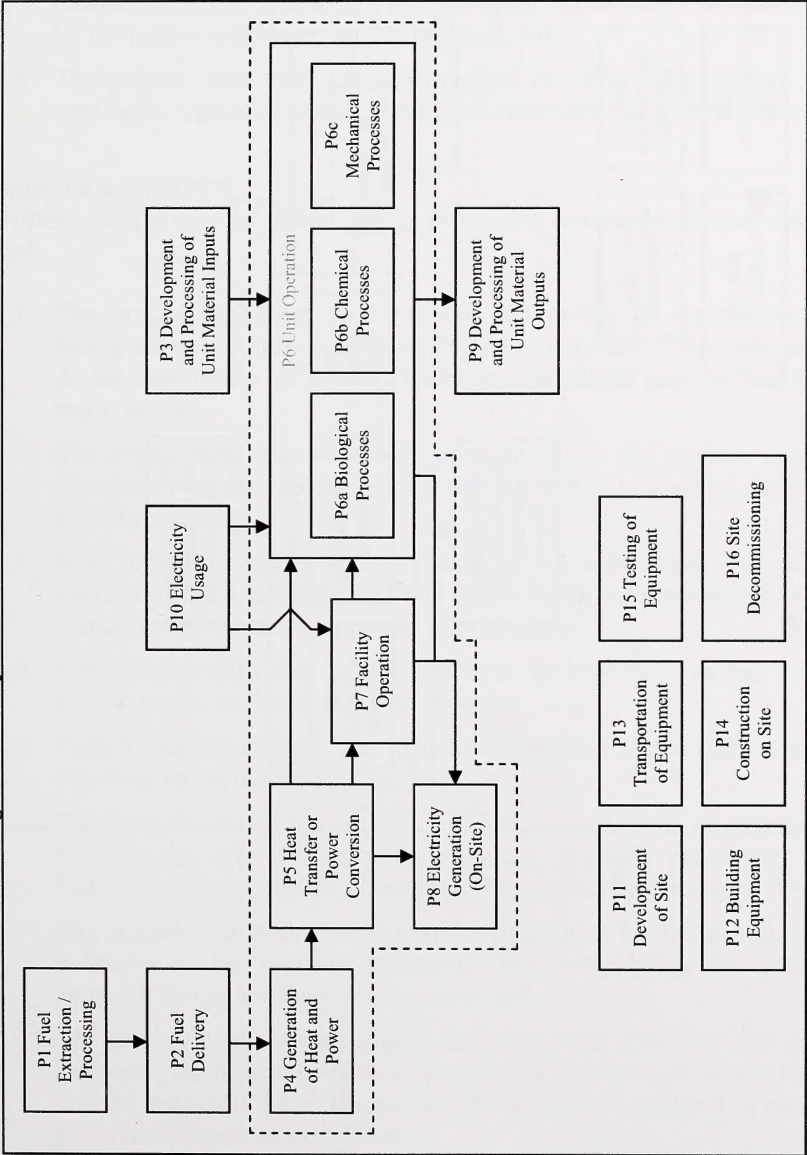 P1 Fuel
Extraction /
Processing
P2 Fuel
Delivery
P4 Generation
of Heat and
Power
P5 Heat
Transfer or
Power
Conversion
P8 Electricity
Generation
(On-Site)
P10 Electricity
Usage
P7 Facility
Operation
P3 Development
and Processing of
Unit Material Inputs
P6 Unit Operation
P6a Biological
Processes
P6b Chemical
Processes
P6c
Mechanical
Processes
P9 Development
and Processing of
Unit Material
Outputs
P11
Development
of Site
P13
Transportation
of Equipment
P15 Testing of
Equipment
P12 Building
Equipment
P14
Construction
on Site
P16 Site
Decommissioning